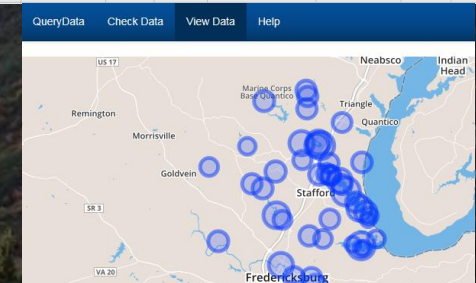 QueryData Check Data View Data Help
US 17
Neabsco
Indian
Head
Marine Corps
Base Quantico
Triangle
Remington
Quantico
Morrisville
Goldvein
Stafford
SR 3
VA 20
Fredericksburg